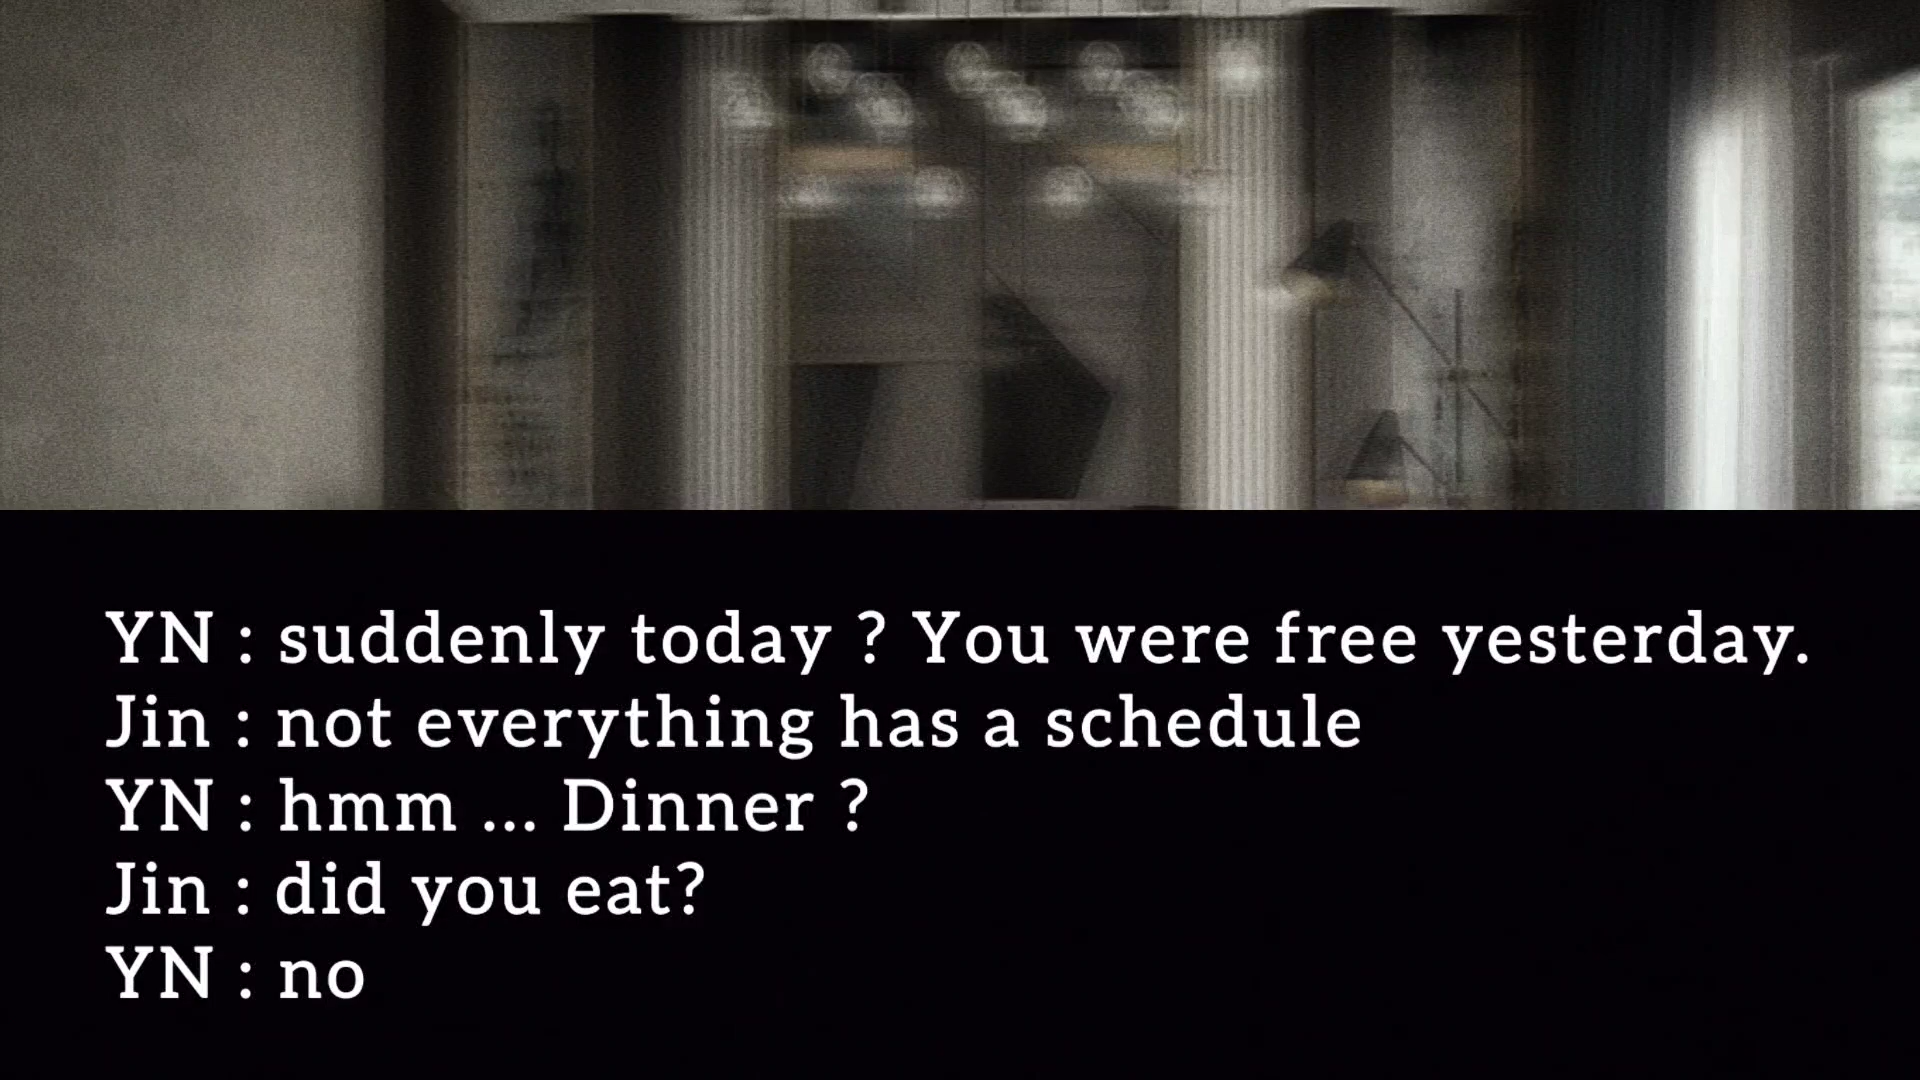 YN : suddenly today ? You were free yesterday.
Jin : not everything has a schedule
YN : hmm ... Dinner ?
Jin : did you eat?
YN : no